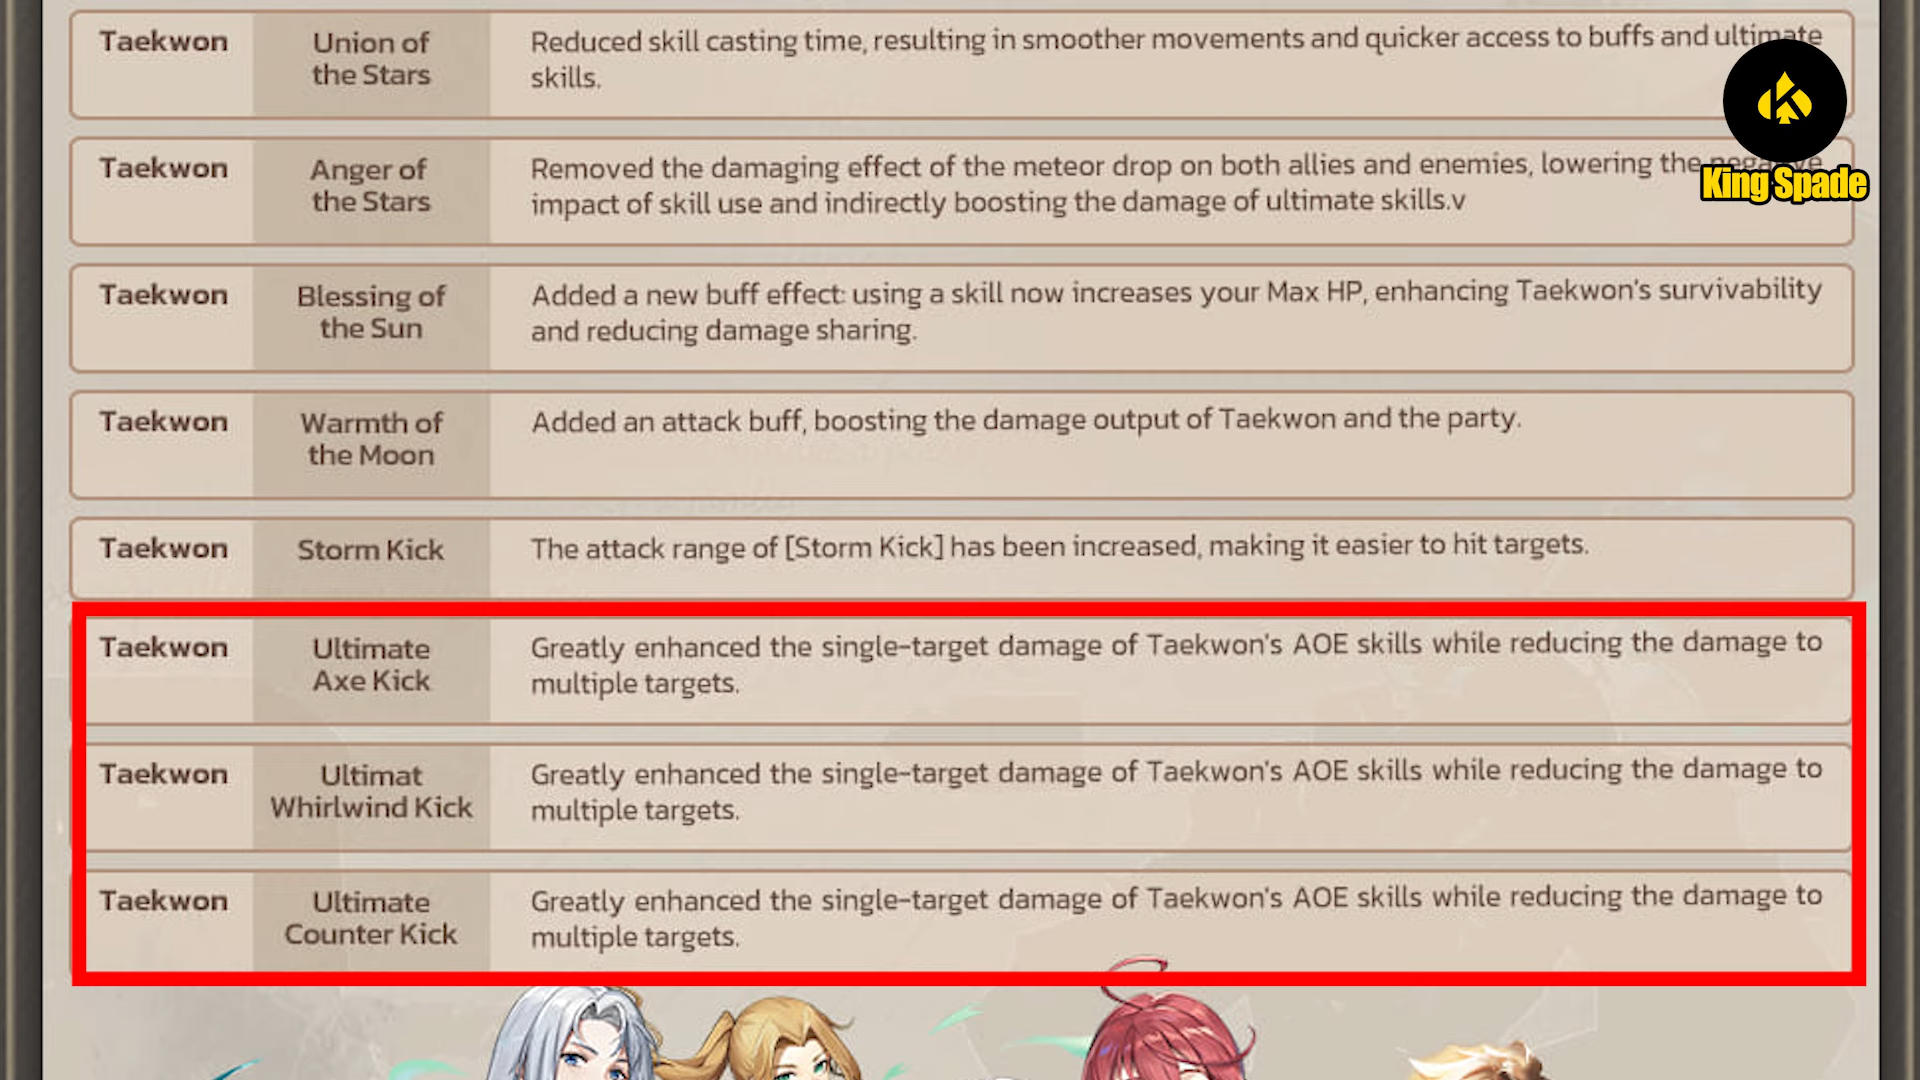 Taekwon
Union of
the Stars
Reduced skill casting time, resulting in smoother movements and quicker access to buffs and ultimate
skills.
Taekwon
Anger of
the Stars
Removed the damaging effect of the meteor drop on both allies and enemies, lowering the negative
impact of skill use and indirectly boosting the damage of ultimate skills.v
King Spade
Taekwon
Blessing of
the Sun
Added a new buff effect: using a skill now increases your Max HP, enhancing Taekwon's survivability
and reducing damage sharing.
Taekwon
Warmth of
the Moon
Added an attack buff, boosting the damage output of Taekwon and the party.
Taekwon
Storm Kick
The attack range of [Storm Kick] has been increased, making it easier to hit targets.
Taekwon
Ultimate
Axe Kick
Greatly enhanced the single-target damage of Taekwon's AOE skills while reducing the damage to
multiple targets.
Taekwon
Ultimat
Whirlwind Kick
Greatly enhanced the single-target damage of Taekwon's AOE skills while reducing the damage to
multiple targets.
Taekwon
Ultimate
Counter Kick
Greatly enhanced the single-target damage of Taekwon's AOE skills while reducing the damage to
multiple targets.